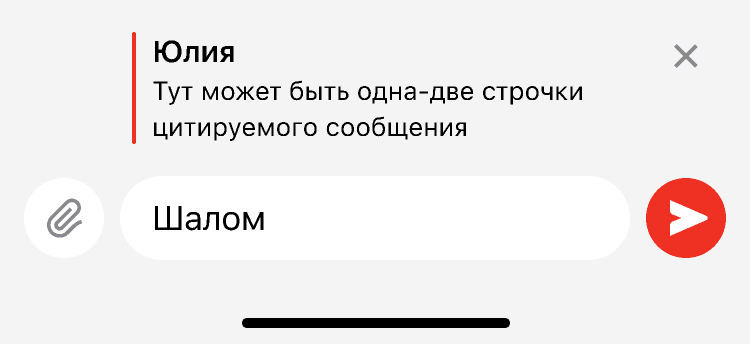 Юлия
Тут может быть одна-две строчки
цитируемого сообщения
Шалом